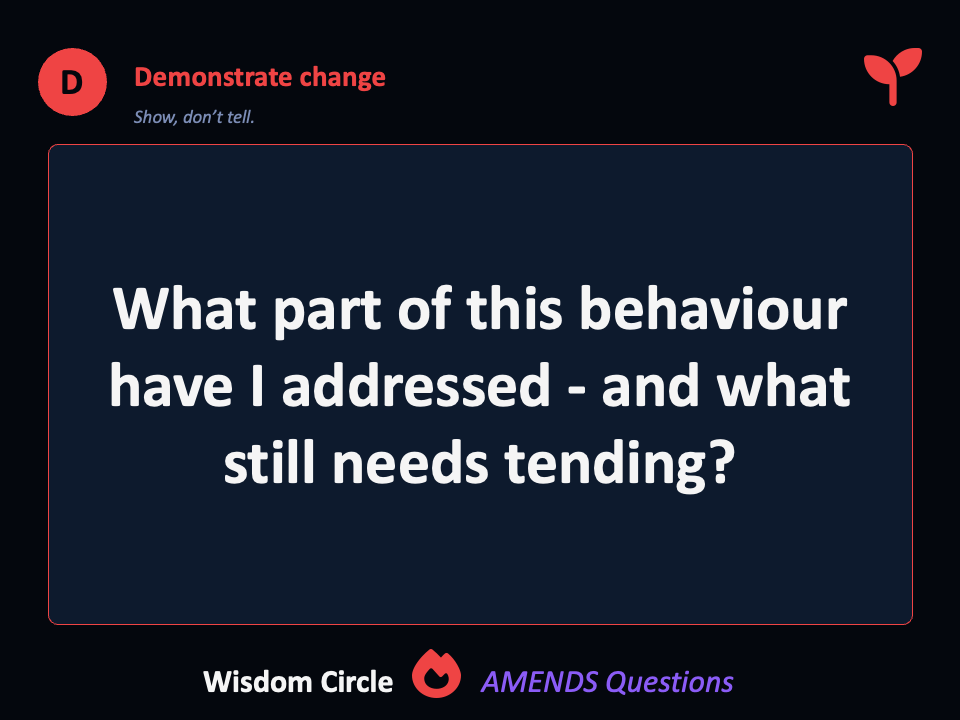 D
Demonstrate change
Show, don’t tell.
What part of this behaviour
have I addressed - and what
still needs tending?
Wisdom Circle
AMENDS Questions